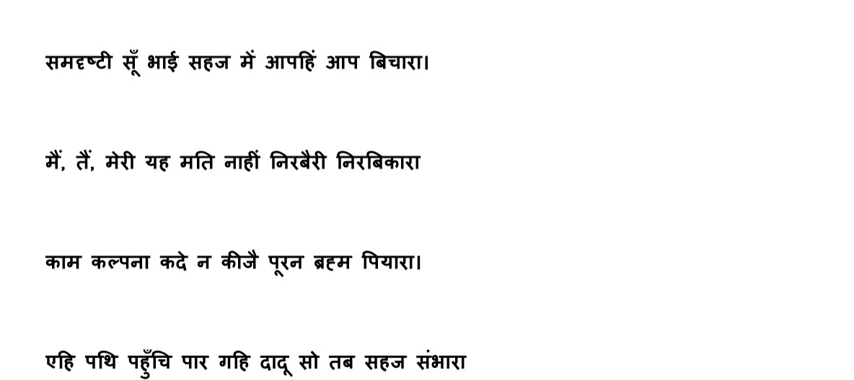 समदृष्टी सूँ भाई सहज में आपहिं आप बिचारा।
मैं, तैं, मेरी यह मति नाहीं निरबैरी निरबिकारा
काम कल्पना कदे न कीजै पूरन ब्रह्म पियारा।
एहि पथि पहुँचि पार गहि दादू सो तब सहज संभारा